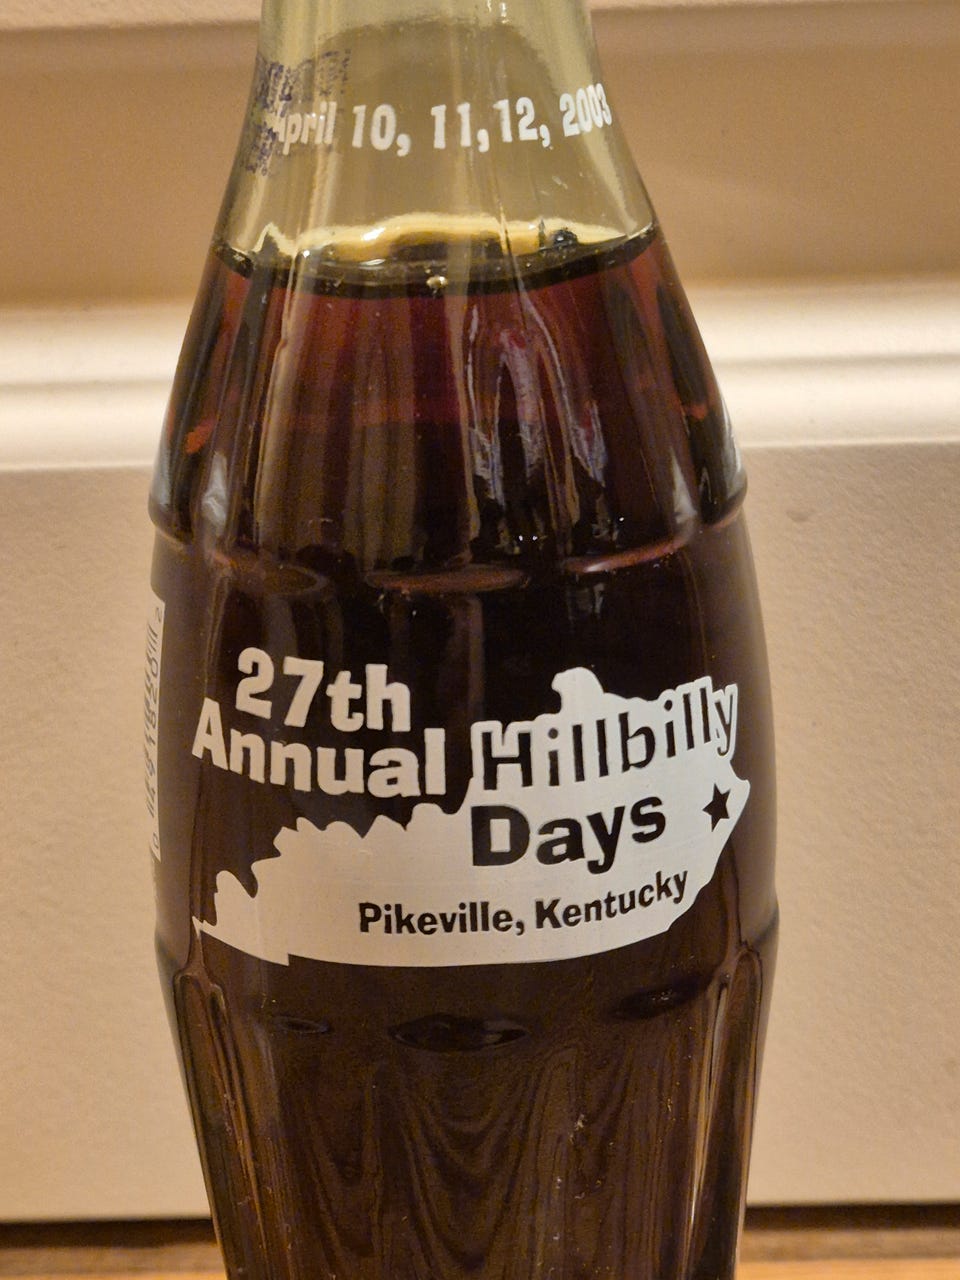 April 10, 11, 12, 2003
27th
Annual Hillbilly
Days
Pikeville, Kentucky